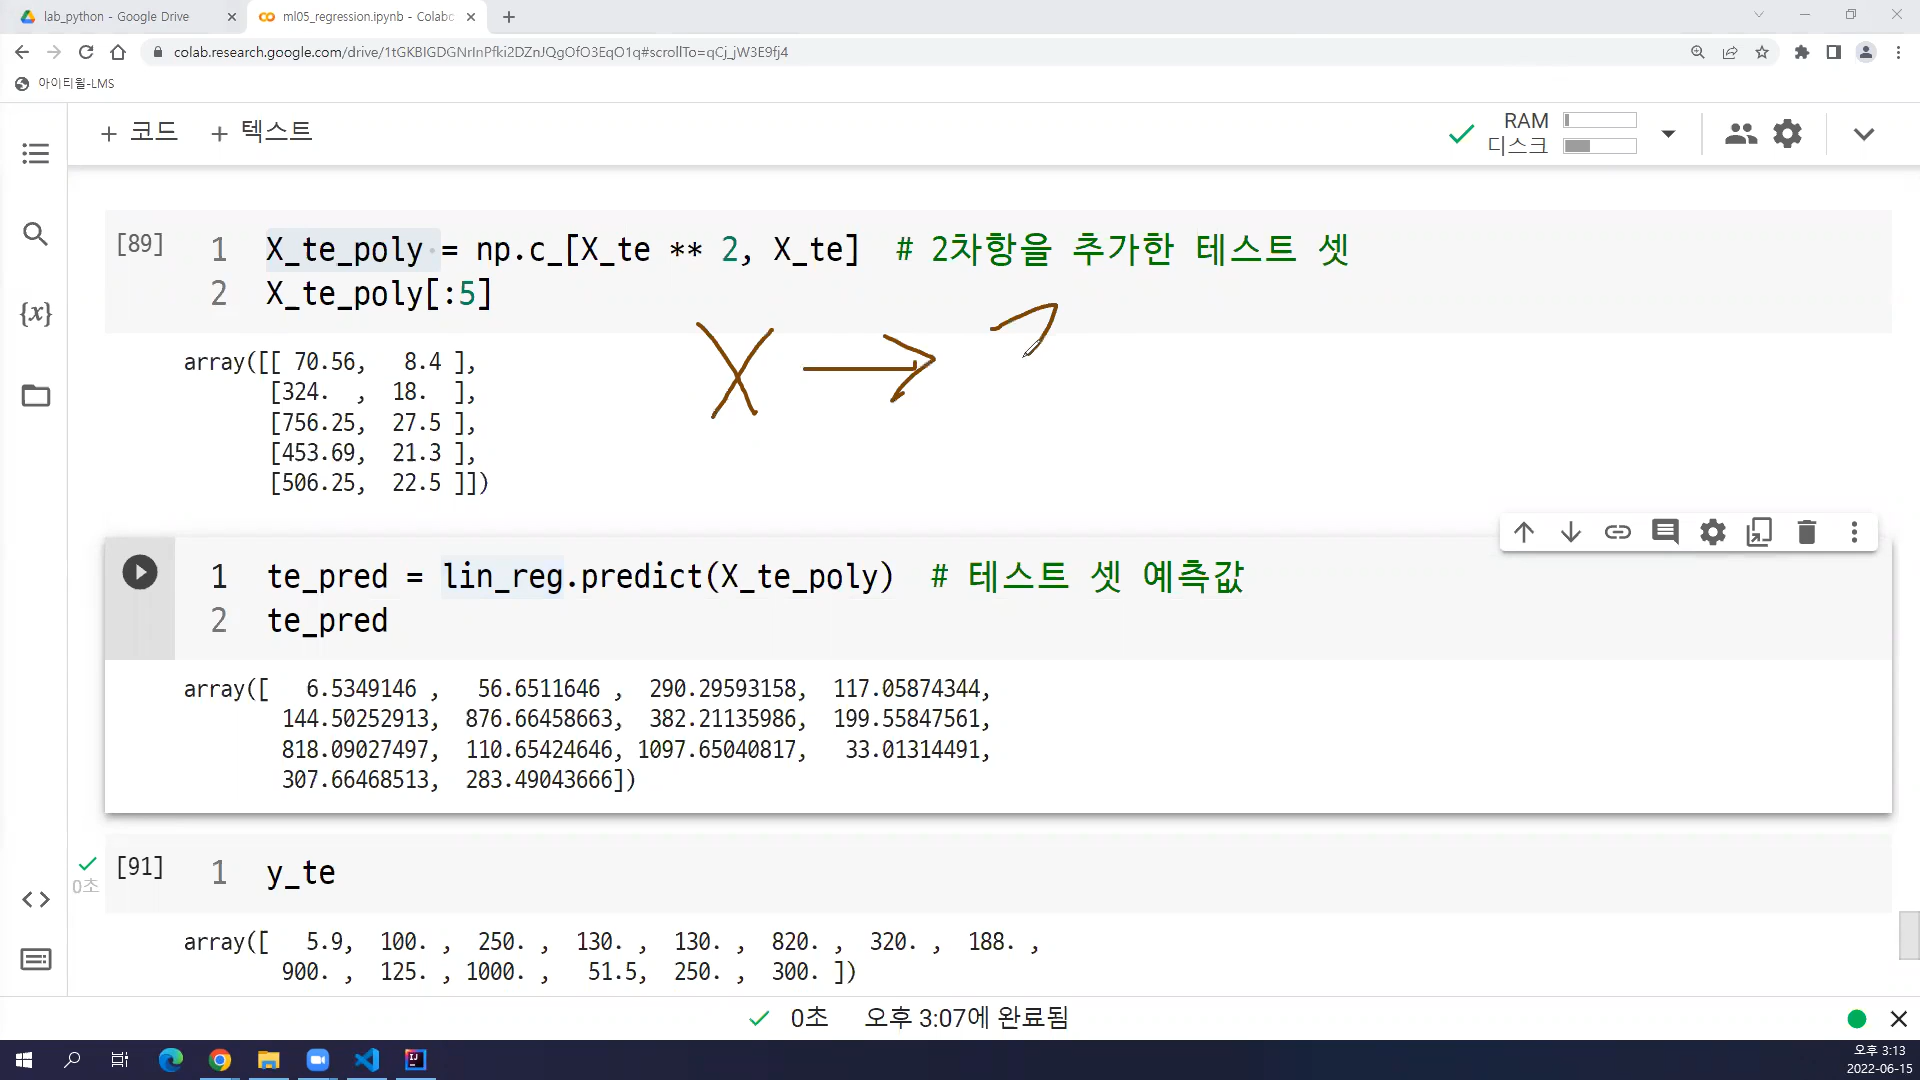 lab_python - Google Drive
ml05_regression.ipynb - Colabo
colab.research.google.com/drive/1tGKBIGDGNrInPfki2DZnJQgOfO3EqO1q#scrollTo=qCj_jW3E9fj4
아이티윌-LMS
+ 코드 + 텍스트
RAM
디스크
{x}
[89]
1 X_te_poly = np.c_[X_te ** 2, X_te] # 2차항을 추가한 테스트 셋
2 X_te_poly[:5]
array([[ 70.56, 8.4 ],
[324. , 18. ],
[756.25, 27.5 ],
[453.69, 21.3 ],
[506.25, 22.5 ]])
X →
1 te_pred = lin_reg.predict(X_te_poly) # 테스트 셋 예측값
2 te_pred
array([ 6.5349146 , 56.6511646 , 290.29593158, 117.05874344,
144.50252913, 876.66458663, 382.21135986, 199.55847561,
818.09027497, 110.65424646, 1097.65040817, 33.01314491,
307.66468513, 283.49043666])
0초
[91]
1 y_te
array([ 5.9, 100. , 250. , 130. , 130. , 820. , 320. , 188. ,
900. , 125. , 1000. , 51.5, 250. , 300. ])
0초 오후 3:07에 완료됨
오후 3:13
2022-06-15